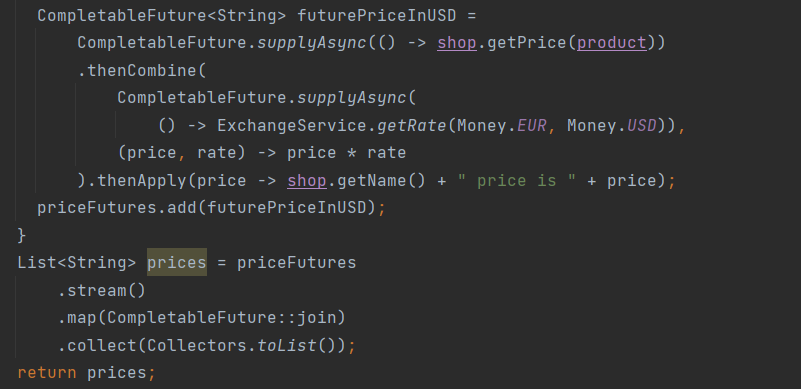 CompletableFuture<String> futurePriceInUSD =
CompletableFuture.supplyAsync(() -> shop.getPrice(product))
.thenCombine(
CompletableFuture.supplyAsync(
() -> ExchangeService.getRate(Money.EUR, Money.USD)),
(price, rate) -> price * rate
).thenApply(price -> shop.getName() + " price is " + price);
priceFutures.add(futurePriceInUSD);
}
List<String> prices = priceFutures
.stream()
.map(CompletableFuture::join)
.collect(Collectors.toList());
return prices;